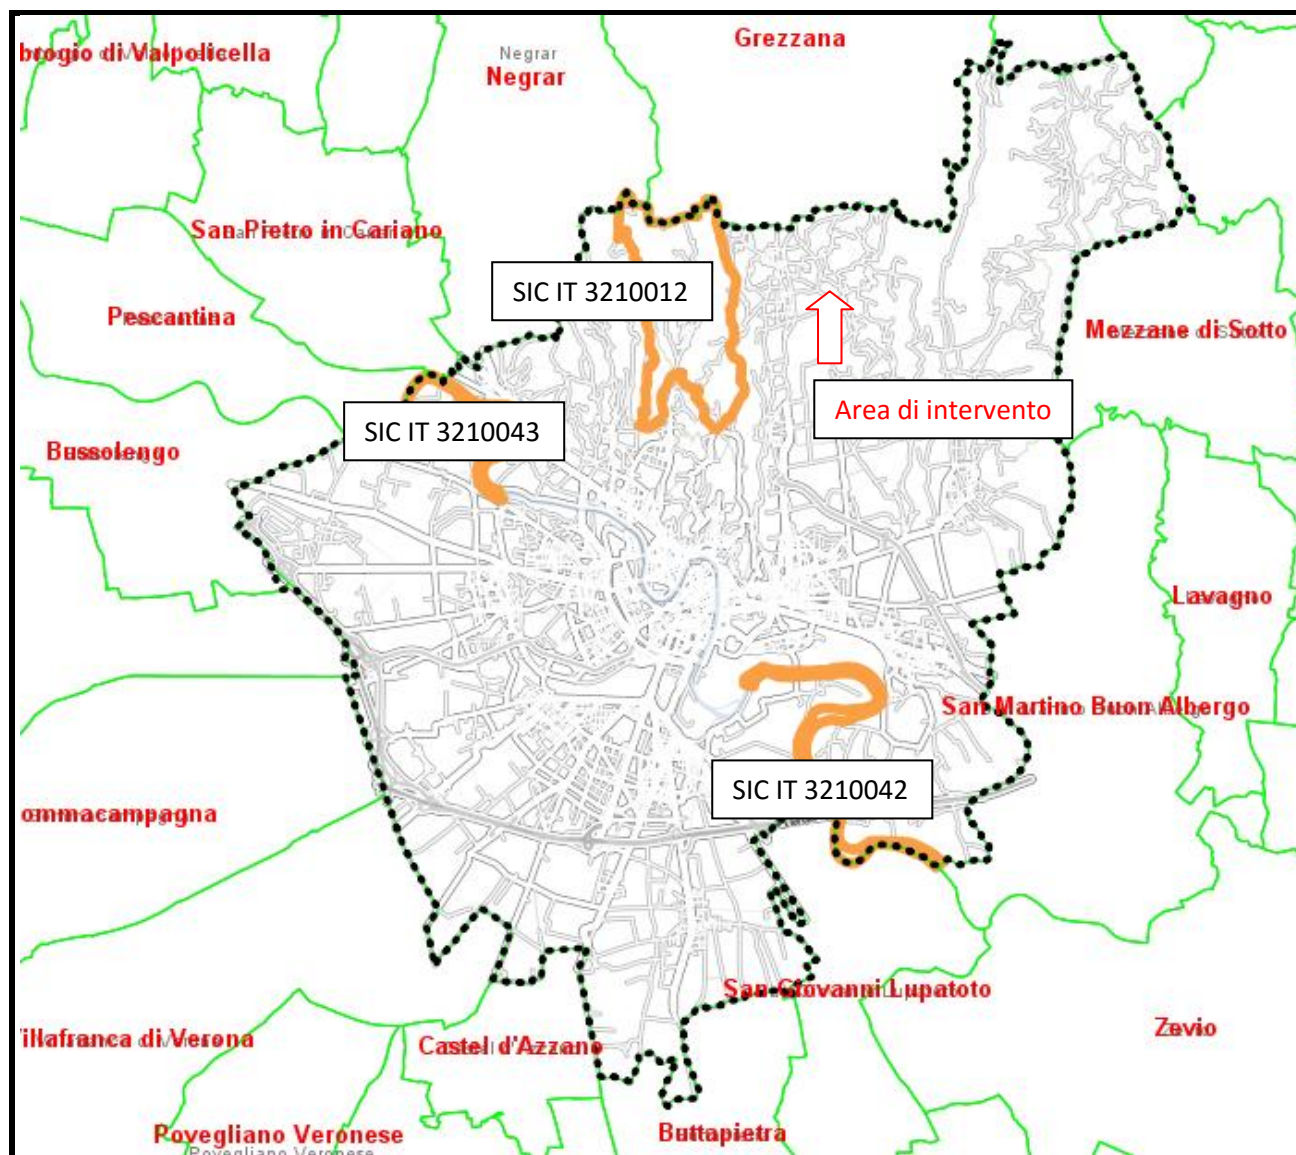 Grezzana
brogio di Valpolicella
Negrar
Negrar
San Pietro in Cariano
SIC IT 3210012
Pescantina
Mezzane di Sotto
Area di intervento
SIC IT 3210043
Bussolengo
Lavagno
San Martino Buon Albergo
SIC IT 3210042
ommacampagna
San Giovanni Lupatoto
Zevio
illafranca di Verona
Castel d'Azzano
Buttapietra
Povegliano Veronese
Povegliano Veronese